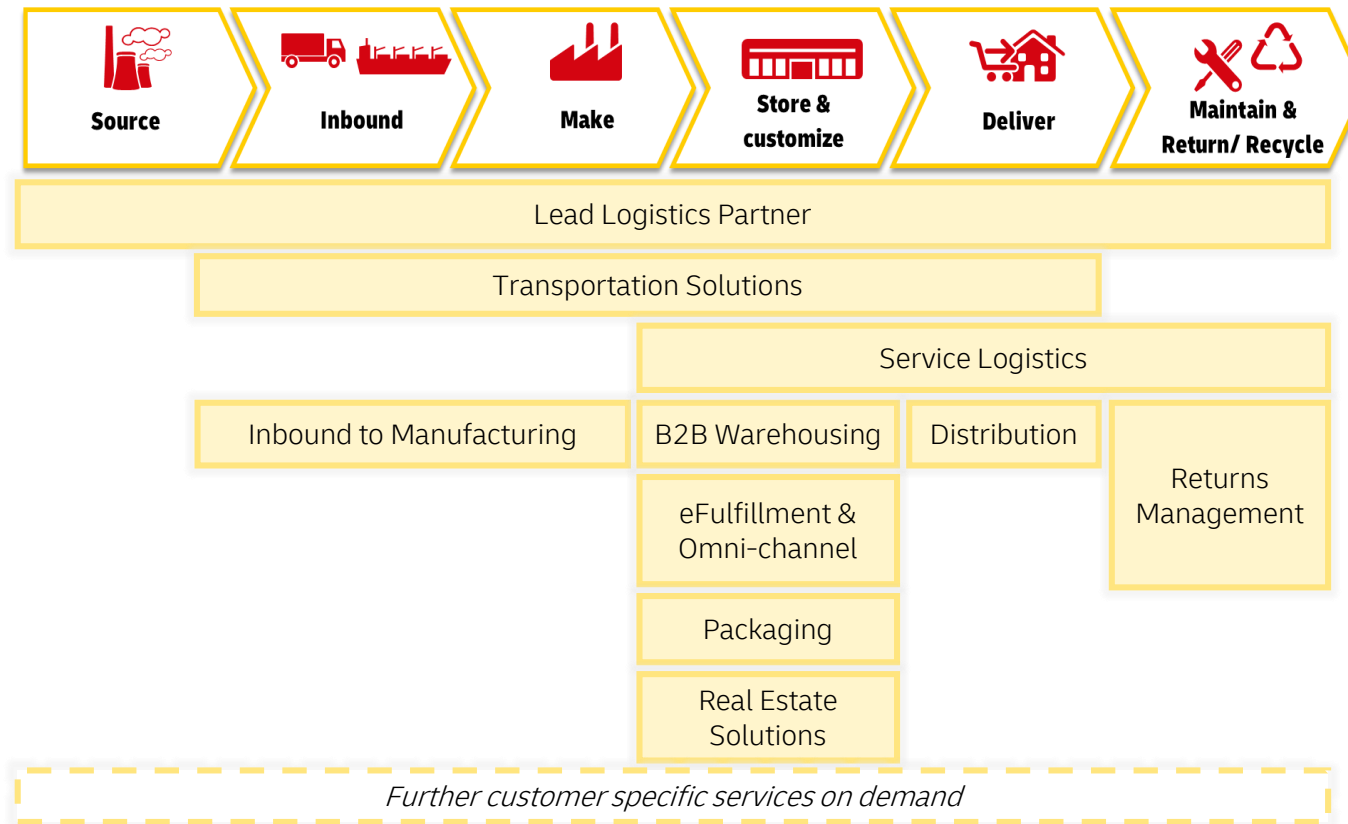 Source
Inbound
Make
Store &
customize
Deliver
Maintain &
Return/ Recycle
Lead Logistics Partner
Transportation Solutions
Service Logistics
Inbound to Manufacturing
B2B Warehousing
Distribution
Returns
Management
eFulfillment &
Omni-channel
Packaging
Real Estate
Solutions
Further customer specific services on demand